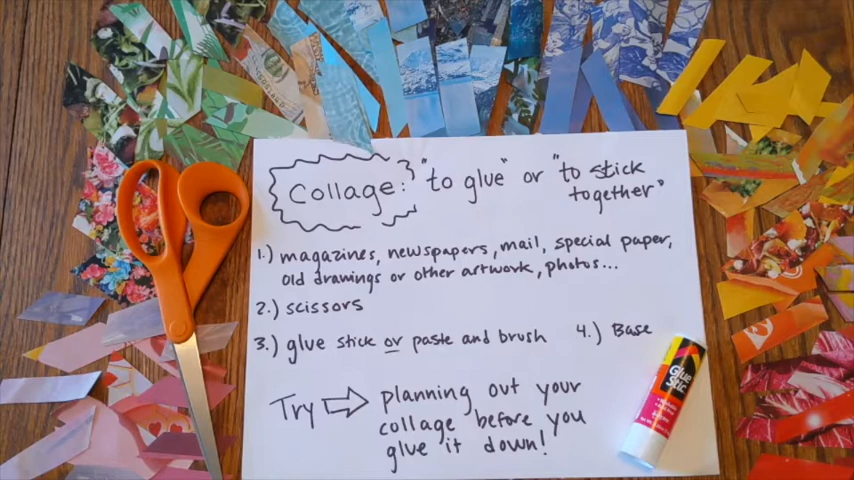 Collage: "to glue" or "to stick
together"
1.) magazines, newspapers, mail, special paper,
old drawings or other artwork, photos...
2.) scissors
3.) glue stick or paste and brush 4.) Base
Try ⇨ planning out your
collage before you
glue it down!
Glue
Stic